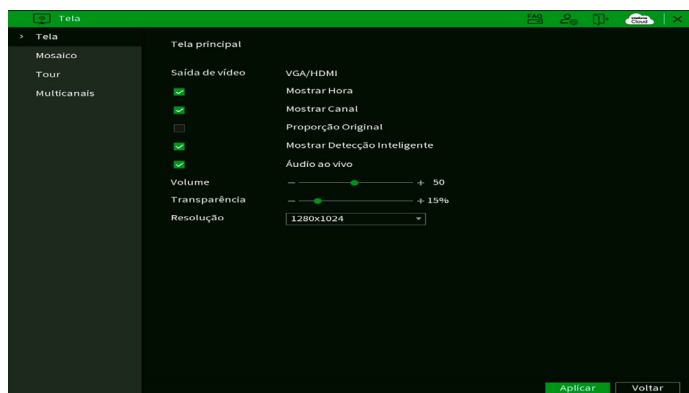 Tela
FAQ
intelbras
Cloud
> Tela
Mosaico
Tour
Multicanais
Tela principal
Saída de vídeo VGA/HDMI
Mostrar Hora
Mostrar Canal
Proporção Original
Mostrar Detecção Inteligente
Áudio ao vivo
Volume - + 50
Transparência - + 15%
Resolução 1280x1024
Aplicar Voltar